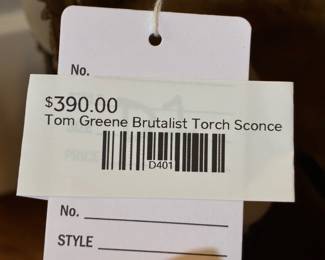 No.
$390.00
Tom Greene Brutalist Torch Sconce
D401
No.
STYLE